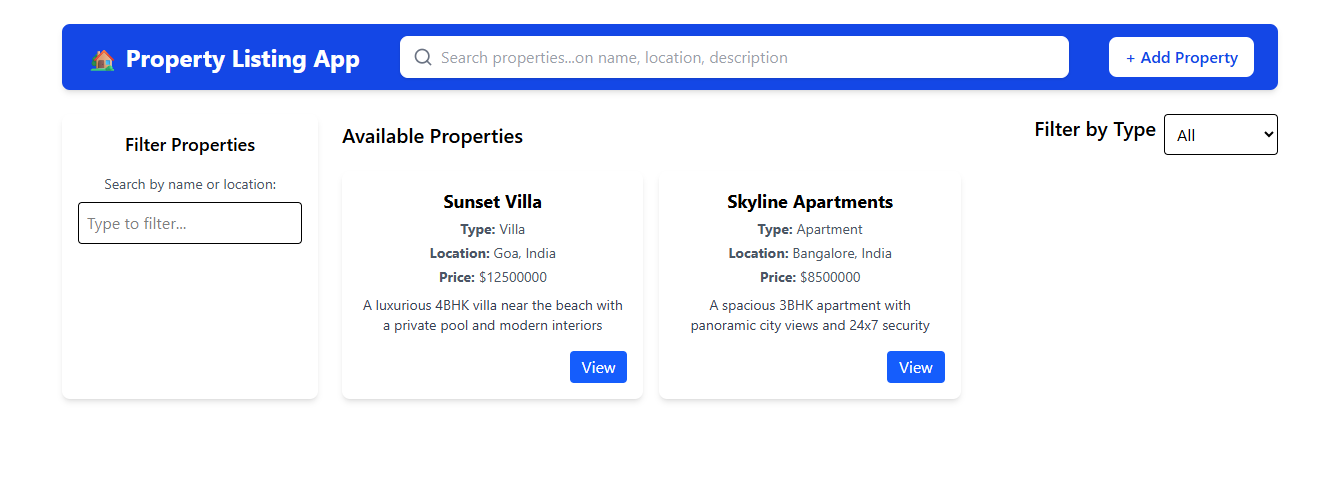 Property Listing App
Search properties...on name, location, description
+ Add Property
Filter Properties
Search by name or location:
Type to filter...
Available Properties
Filter by Type
All
Sunset Villa
Type: Villa
Location: Goa, India
Price: $12500000
A luxurious 4BHK villa near the beach with
a private pool and modern interiors
View
Skyline Apartments
Type: Apartment
Location: Bangalore, India
Price: $8500000
A spacious 3BHK apartment with
panoramic city views and 24x7 security
View